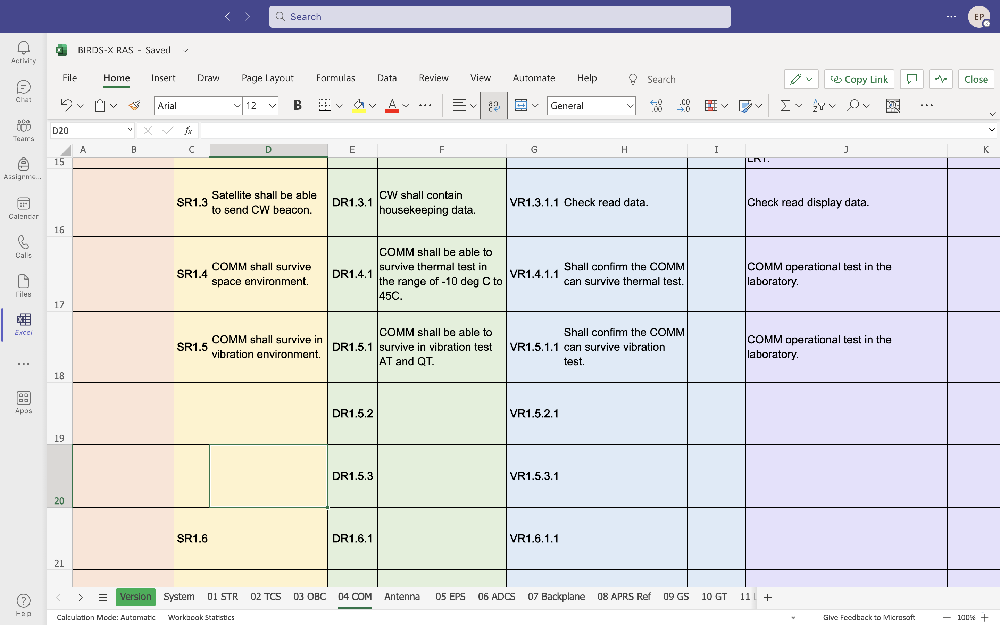 Search
EP
Activity
Chat
Teams
Assignme...
Calendar
Calls
Files
Excel
Apps
Help
BIRDS-X RAS - Saved
File Home Insert Draw Page Layout Formulas Data Review View Automate Help Search
Copy Link
Close
Arial 12 B A ab c General .00 .00
D20 fx
A B C D E F G H I J K
15 LRT.
16 SR1.3 Satellite shall be able
to send CW beacon.
DR1.3.1 CW shall contain
housekeeping data.
VR1.3.1.1 Check read data.
Check read display data.
17 SR1.4 COMM shall survive
space environment.
DR1.4.1 COMM shall be able to
survive thermal test in
the range of -10 deg C to
45C.
VR1.4.1.1 Shall confirm the COMM
can survive thermal test.
COMM operational test in the
laboratory.
18 SR1.5 COMM shall survive in
vibration environment.
DR1.5.1 COMM shall be able to
survive in vibration test
AT and QT.
VR1.5.1.1 Shall confirm the COMM
can survive vibration
test.
COMM operational test in the
laboratory.
19 DR1.5.2 VR1.5.2.1
20 DR1.5.3 VR1.5.3.1
21 SR1.6 DR1.6.1 VR1.6.1.1
Version System 01 STR 02 TCS 03 OBC 04 COM Antenna 05 EPS 06 ADCS 07 Backplane 08 APRS Ref 09 GS 10 GT 11
Calculation Mode: Automatic Workbook Statistics Give Feedback to Microsoft 100%